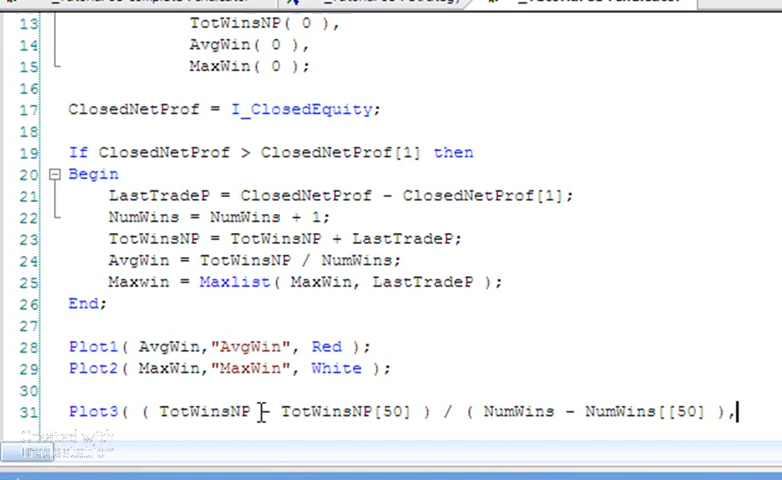 13 TotWinsNP( 0 ),
14 AvgWin( 0 ),
15 MaxWin( 0 );
16
17 ClosedNetProf = I_ClosedEquity;
18
19 If ClosedNetProf > ClosedNetProf[1] then
20 Begin
21 LastTradeP = ClosedNetProf - ClosedNetProf[1];
22 NumWins = NumWins + 1;
23 TotWinsNP = TotWinsNP + LastTradeP;
24 AvgWin = TotWinsNP / NumWins;
25 Maxwin = Maxlist( MaxWin, LastTradeP );
26 End;
27
28 Plot1( AvgWin,"AvgWin", Red );
29 Plot2( MaxWin,"MaxWin", White );
30
31 Plot3( ( TotWinsNP - TotWinsNP[50] ) / ( NumWins - NumWins[[50] ),
Created with